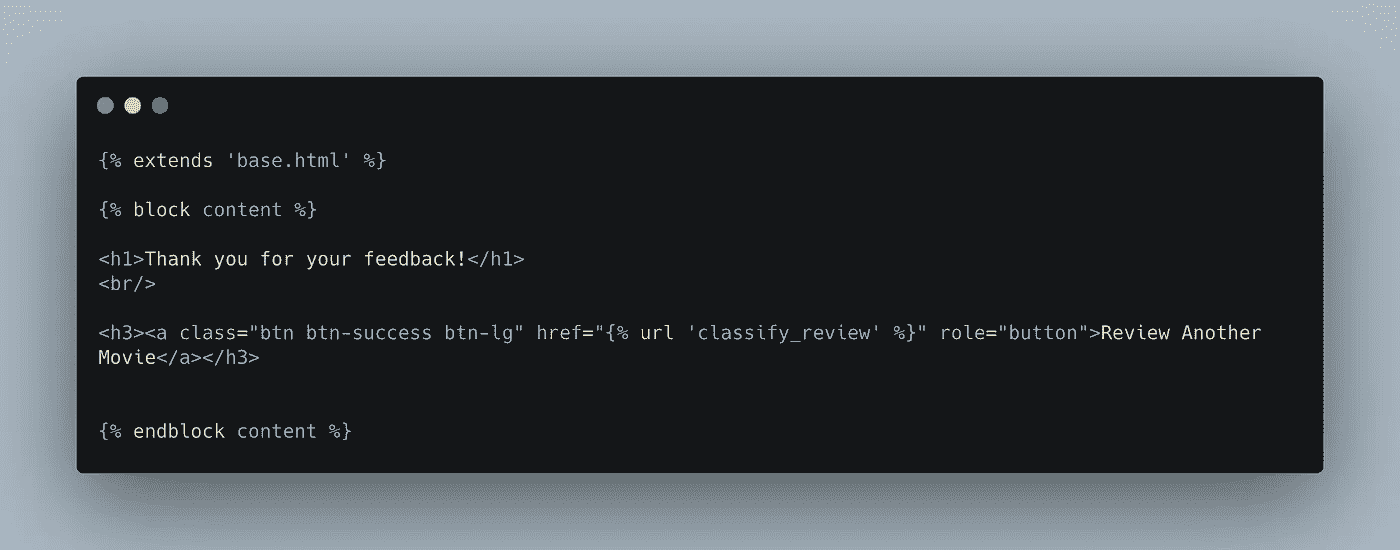 {% extends 'base.html' %}
{% block content %}
<h1>Thank you for your feedback!</h1>
<br/>
<h3><a class="btn btn-success btn-lg" href="{% url 'classify_review' %}" role="button">Review Another
Movie</a></h3>
{% endblock content %}